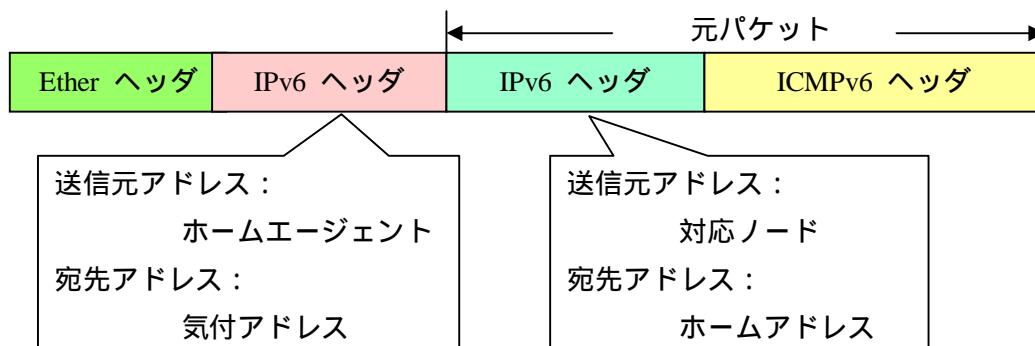 元パケット
Ether ヘッダ
IPv6 ヘッダ
IPv6 ヘッダ
ICMPv6 ヘッダ
送信元アドレス：
ホームエージェント
宛先アドレス：
気付アドレス
送信元アドレス：
対応ノード
宛先アドレス：
ホームアドレス